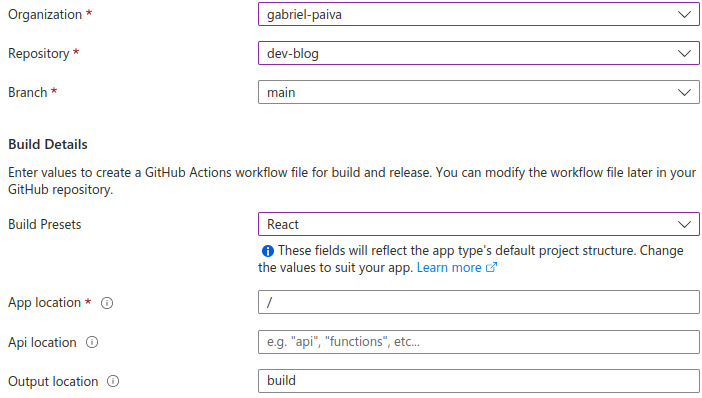 Organization * gabriel-paiva
Repository * dev-blog
Branch * main
Build Details
Enter values to create a GitHub Actions workflow file for build and release. You can modify the workflow file later in your
GitHub repository.
Build Presets React
These fields will reflect the app type's default project structure. Change
the values to suit your app. Learn more
App location * /
Api location e.g. "api", "functions", etc...
Output location build